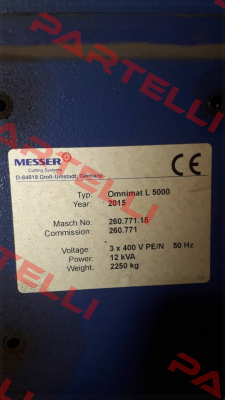 PARTELLI
MESSER
Cutting Systems
D-64818 Groß-Umstadt, Germany
CE
Typ: Omnimat L 5000
Year: 2015
Masch No. 260.771.15
Commission: 260.771
Voltage: 3 x 400 V PE/N 50 Hz
Power: 12 kVA
Weight: 2250 kg
PARTELLI